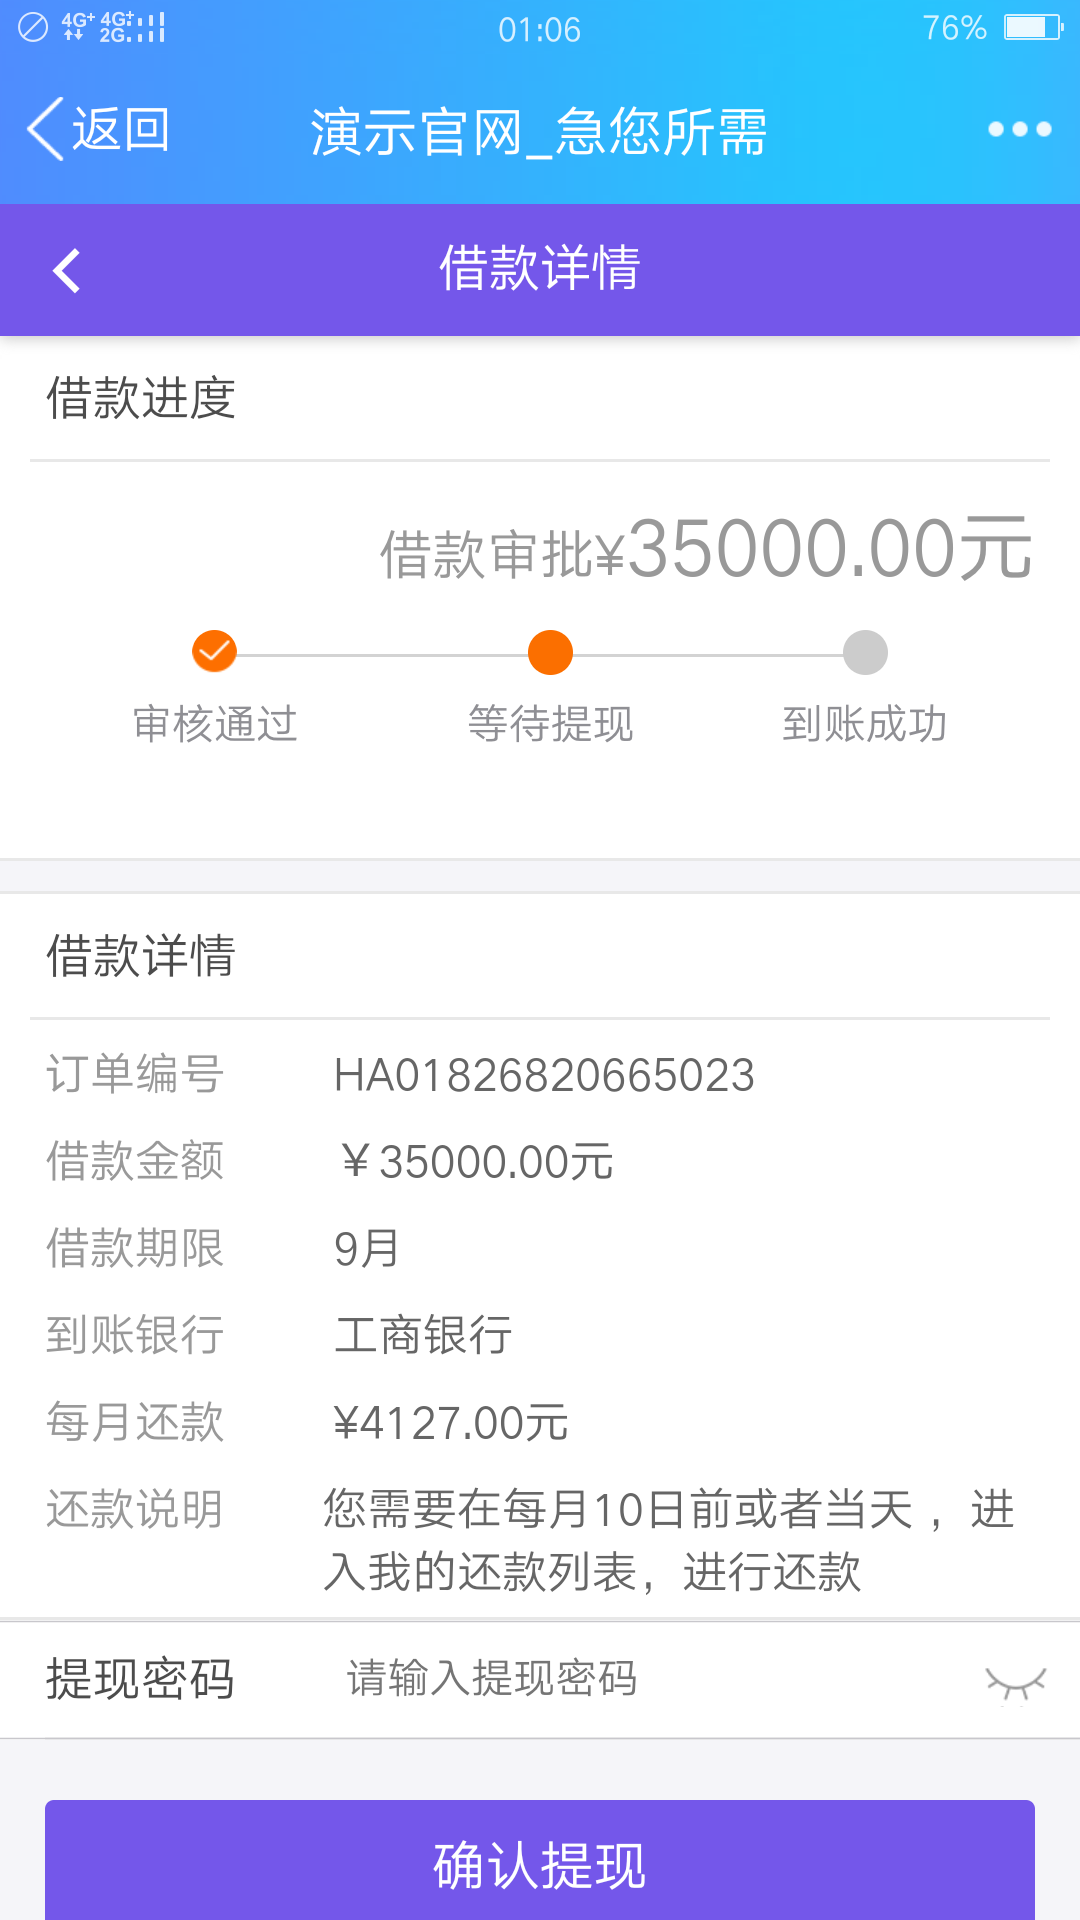 4G+ 4G+ 2G 01:06 76%
返回 演示官网_急您所需
借款详情
借款进度
借款审批¥35000.00元
审核通过 等待提现 到账成功
借款详情
订单编号 HA01826820665023
借款金额 ￥35000.00元
借款期限 9月
到账银行 工商银行
每月还款 ¥4127.00元
还款说明 您需要在每月10日前或者当天，进
入我的还款列表，进行还款
提现密码 请输入提现密码
确认提现